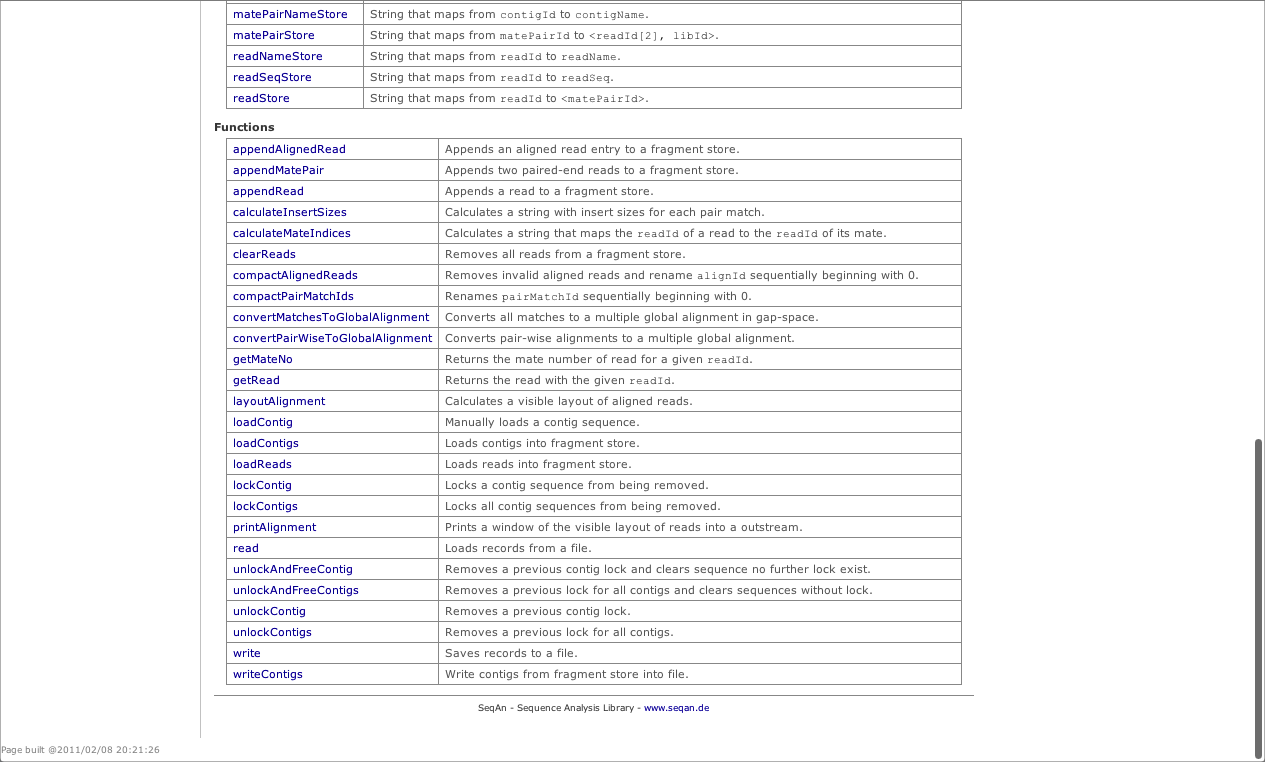 matePairNameStore String that maps from contigId to contigName.
matePairStore String that maps from matePairId to <readId[2], libId>.
readNameStore String that maps from readId to readName.
readSeqStore String that maps from readId to readSeq.
readStore String that maps from readId to <matePairId>.
Functions
appendAlignedRead Appends an aligned read entry to a fragment store.
appendMatePair Appends two paired-end reads to a fragment store.
appendRead Appends a read to a fragment store.
calculateInsertSizes Calculates a string with insert sizes for each pair match.
calculateMateIndices Calculates a string that maps the readId of a read to the readId of its mate.
clearReads Removes all reads from a fragment store.
compactAlignedReads Removes invalid aligned reads and rename alignId sequentially beginning with 0.
compactPairMatchIds Renames pairMatchId sequentially beginning with 0.
convertMatchesToGlobalAlignment Converts all matches to a multiple global alignment in gap-space.
convertPairWiseToGlobalAlignment Converts pair-wise alignments to a multiple global alignment.
getMateNo Returns the mate number of read for a given readId.
getRead Returns the read with the given readId.
layoutAlignment Calculates a visible layout of aligned reads.
loadContig Manually loads a contig sequence.
loadContigs Loads contigs into fragment store.
loadReads Loads reads into fragment store.
lockContig Locks a contig sequence from being removed.
lockContigs Locks all contig sequences from being removed.
printAlignment Prints a window of the visible layout of reads into a outstream.
read Loads records from a file.
unlockAndFreeContig Removes a previous contig lock and clears sequence no further lock exist.
unlockAndFreeContigs Removes a previous lock for all contigs and clears sequences without lock.
unlockContig Removes a previous contig lock.
unlockContigs Removes a previous lock for all contigs.
write Saves records to a file.
writeContigs Write contigs from fragment store into file.
SeqAn - Sequence Analysis Library - www.seqan.de
Page built @2011/02/08 20:21:26